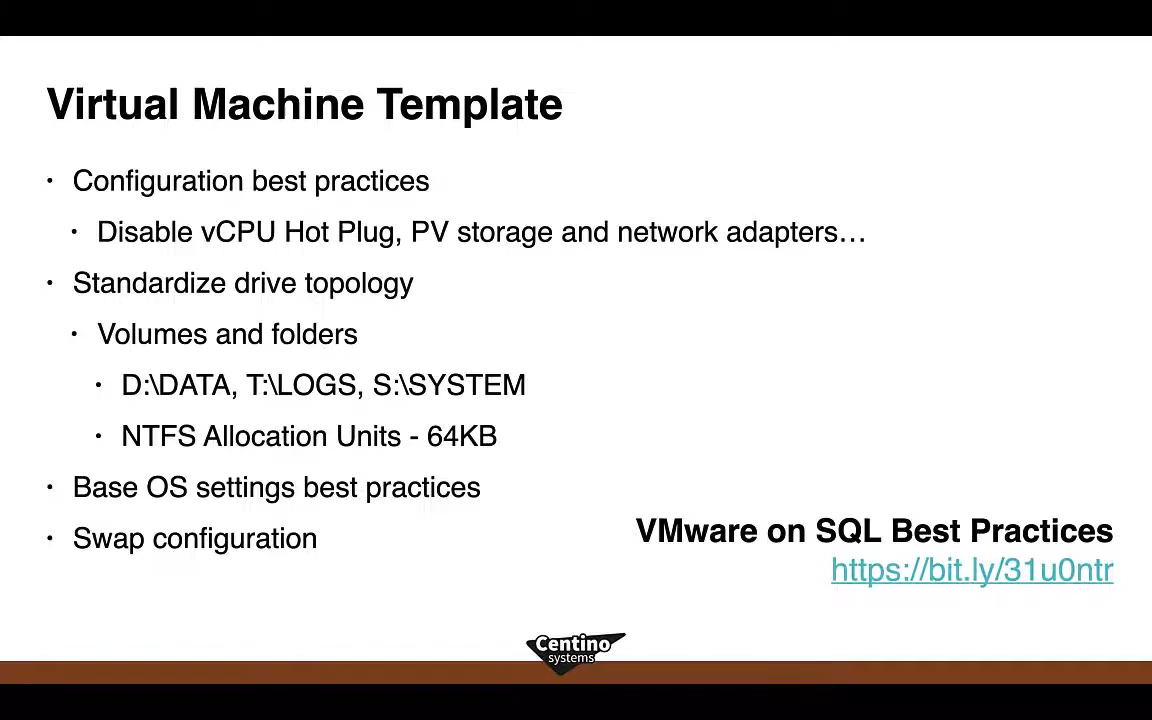 Virtual Machine Template
• Configuration best practices
• Disable vCPU Hot Plug, PV storage and network adapters…
• Standardize drive topology
• Volumes and folders
• D:\DATA, T:\LOGS, S:\SYSTEM
• NTFS Allocation Units - 64KB
• Base OS settings best practices
• Swap configuration
VMware on SQL Best Practices
https://bit.ly/31u0ntr
Centino
systems